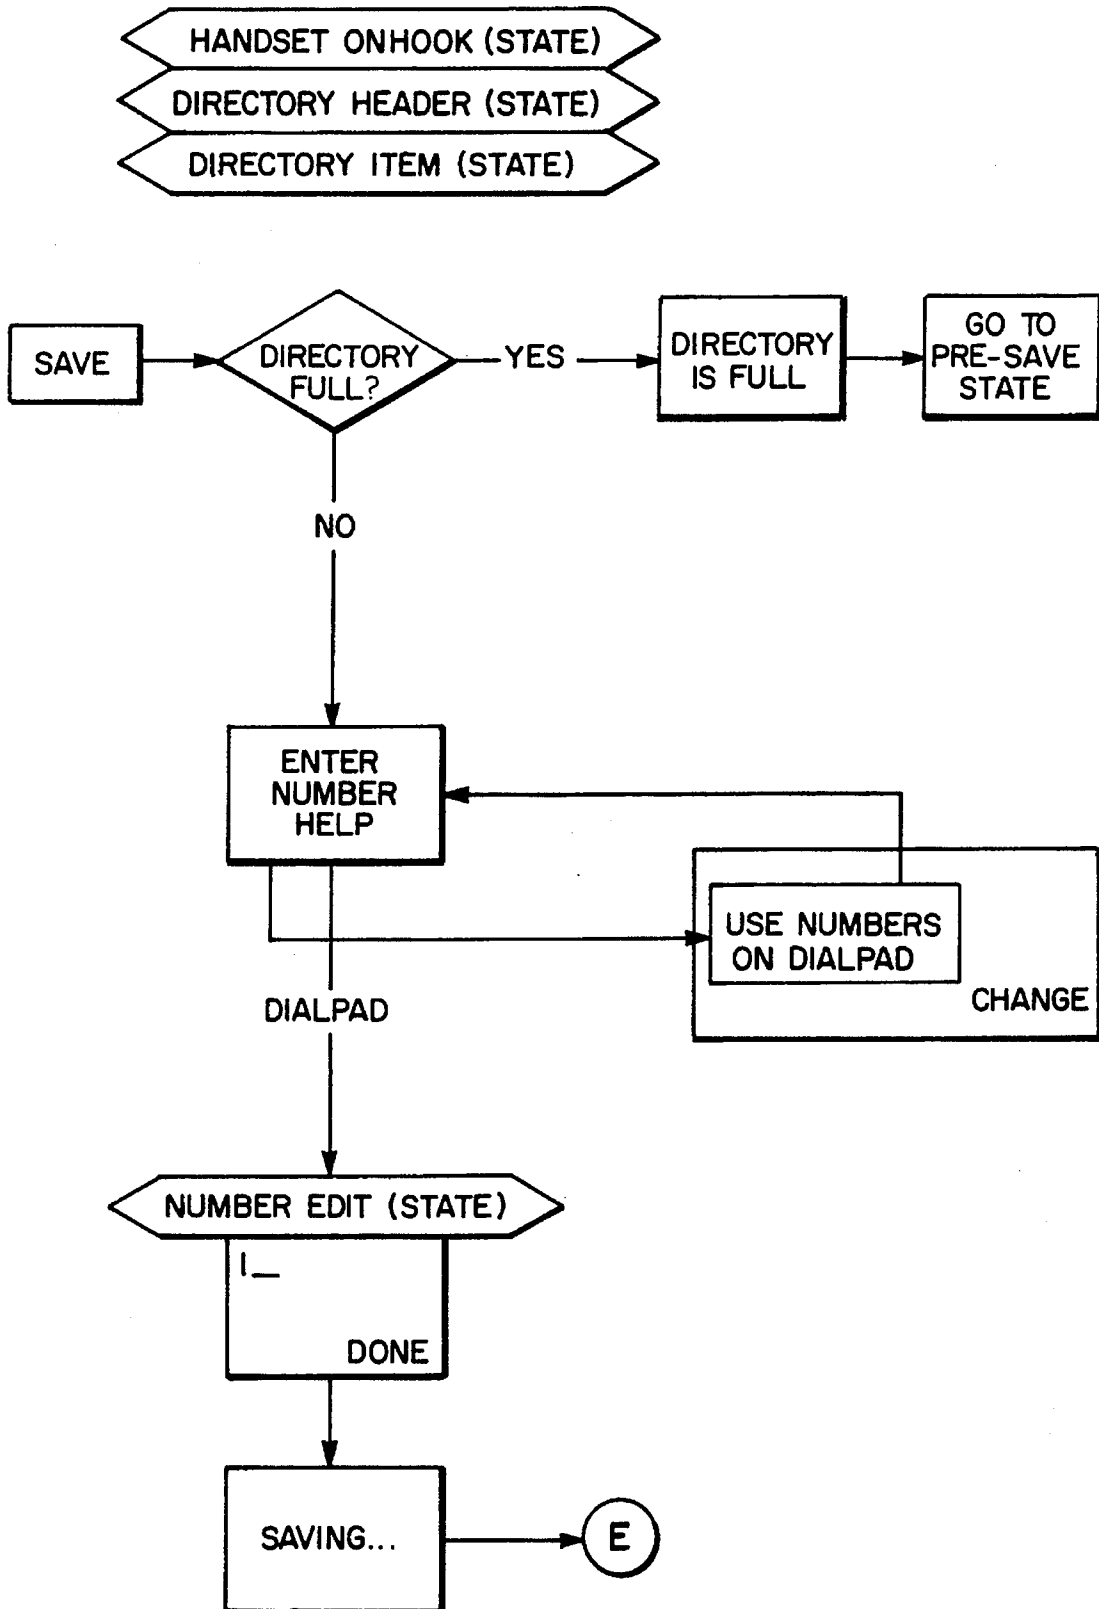 HANDSET ONHOOK (STATE)
DIRECTORY HEADER (STATE)
DIRECTORY ITEM (STATE)
SAVE
DIRECTORY
FULL?
YES
DIRECTORY
IS FULL
GO TO
PRE-SAVE
STATE
NO
ENTER
NUMBER
HELP
USE NUMBERS
ON DIALPAD
CHANGE
DIALPAD
NUMBER EDIT (STATE)
1_
DONE
SAVING...
E